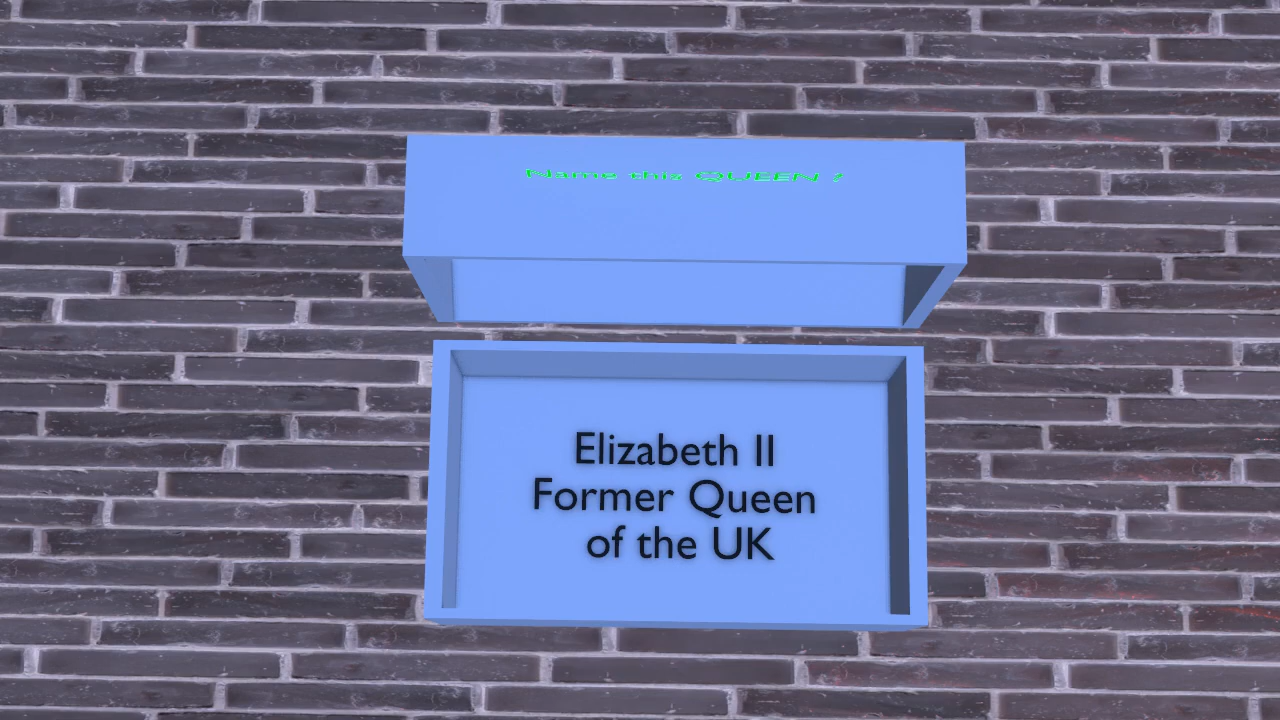 Name this QUEEN ?
Elizabeth II
Former Queen
of the UK